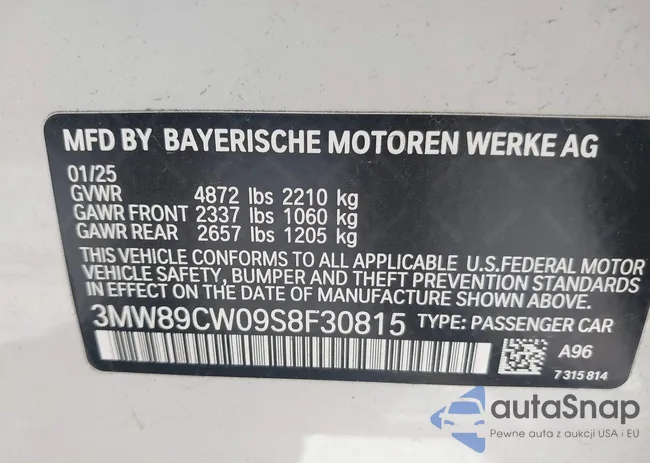 MFD BY BAYERISCHE MOTOREN WERKE AG
01/25
GVWR 4872 lbs 2210 kg
GAWR FRONT 2337 lbs 1060 kg
GAWR REAR 2657 lbs 1205 kg
THIS VEHICLE CONFORMS TO ALL APPLICABLE U.S.FEDERAL MOTOR
VEHICLE SAFETY, BUMPER AND THEFT PREVENTION STANDARDS
IN EFFECT ON THE DATE OF MANUFACTURE SHOWN ABOVE.
3MW89CW09S8F30815 TYPE: PASSENGER CAR
A96
7 315 814
autaSnap
Pewne auta z aukcji USA i EU